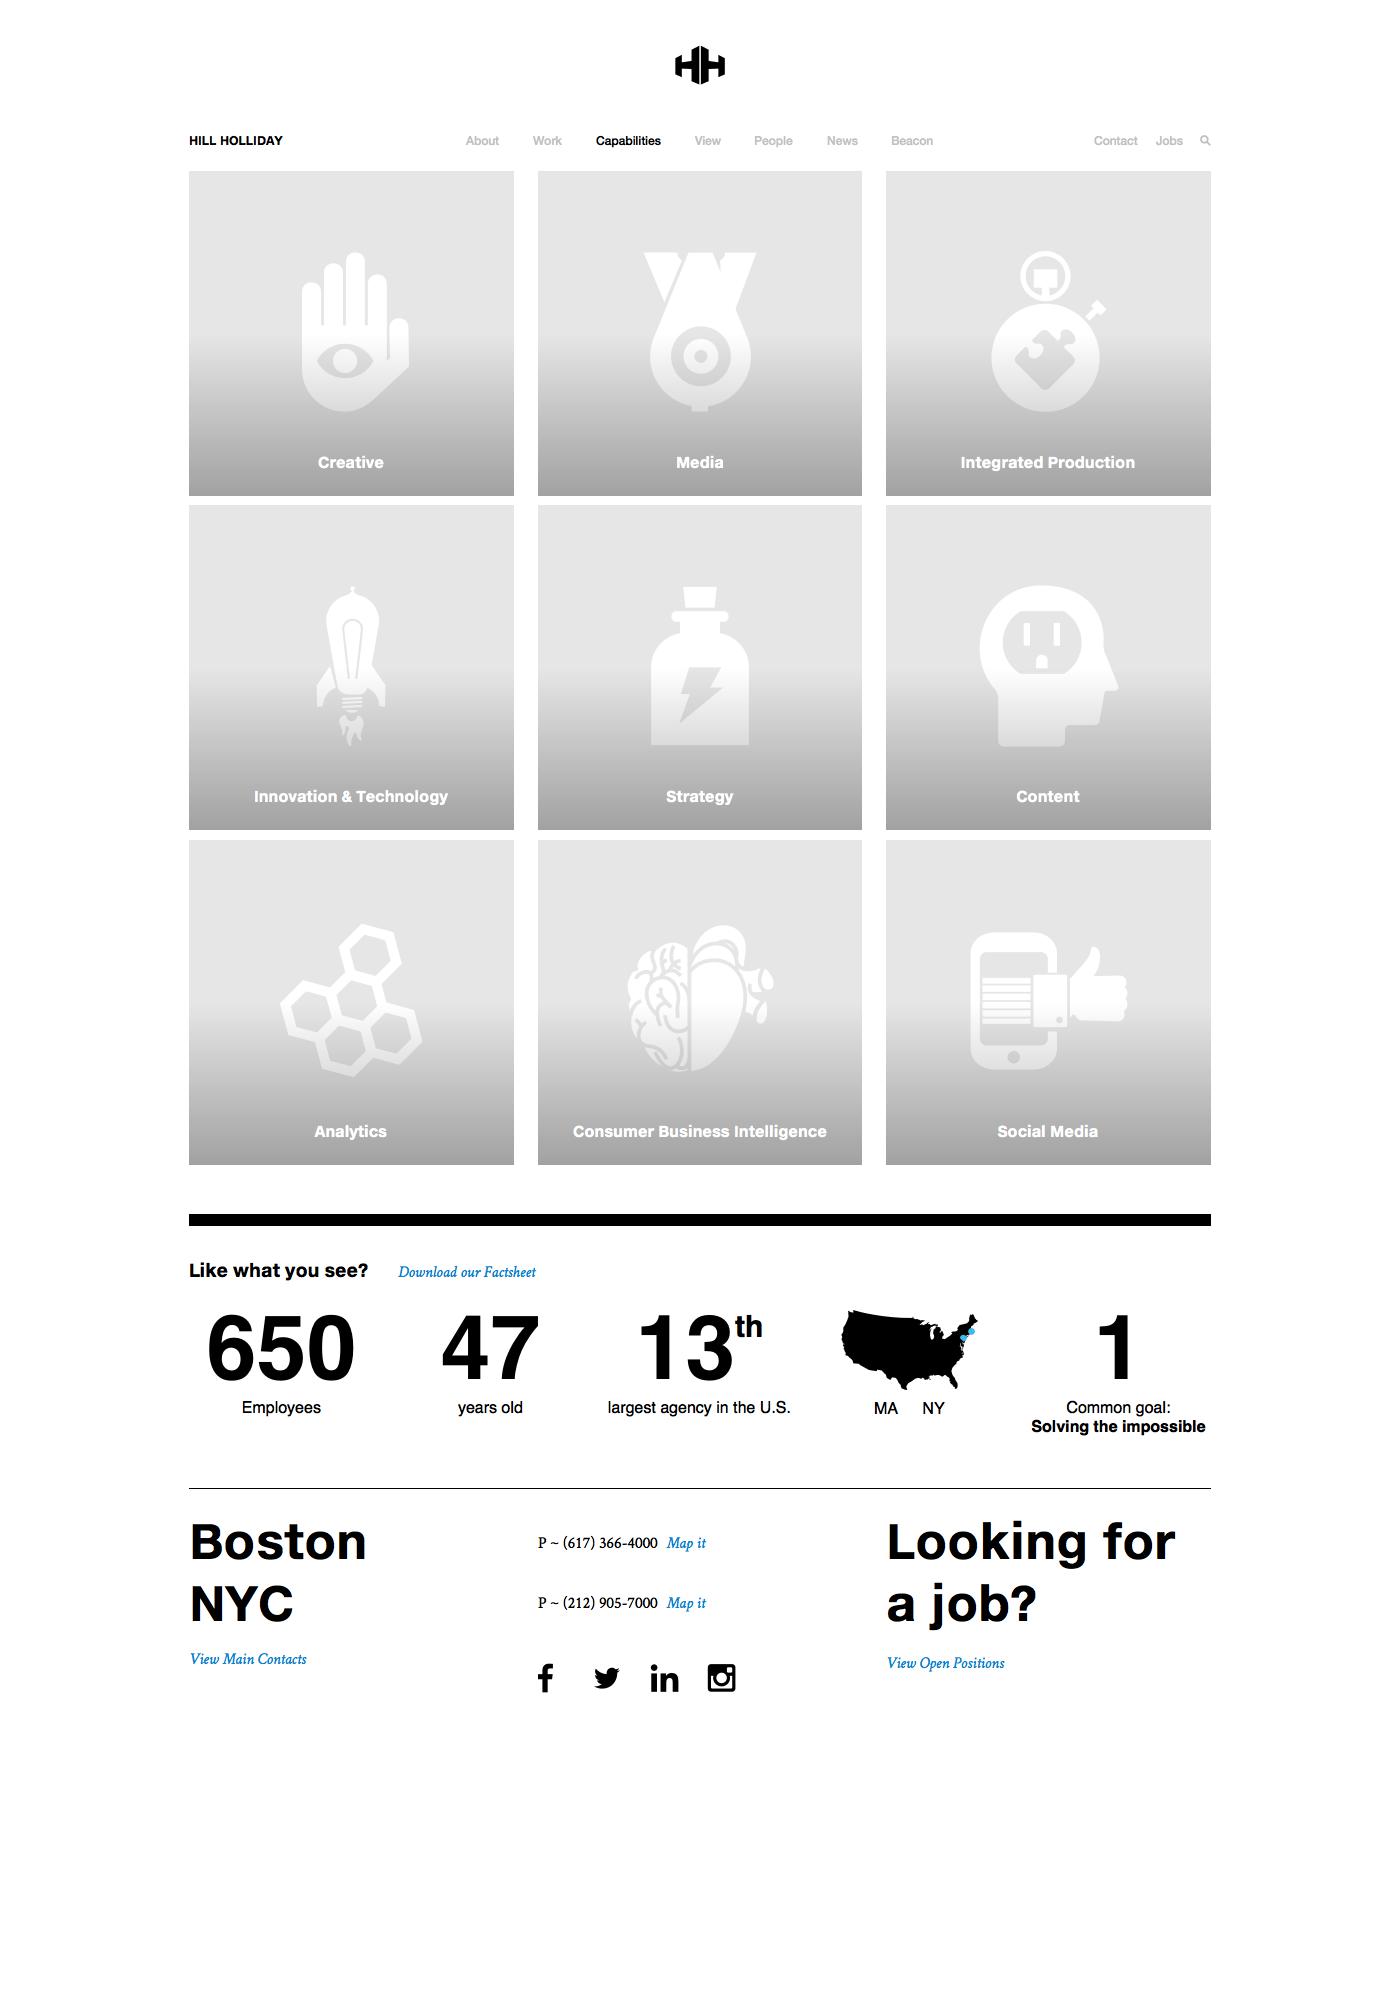 HILL HOLLIDAY
About Work Capabilities View People News Beacon
Contact Jobs
Creative
Media
Integrated Production
Innovation & Technology
Strategy
Content
Analytics
Consumer Business Intelligence
Social Media
Like what you see? Download our Factsheet
650
Employees
47
years old
13th
largest agency in the U.S.
MA NY
1
Common goal:
Solving the impossible
Boston
NYC
View Main Contacts
P ~ (617) 366-4000 Map it
P ~ (212) 905-7000 Map it
Looking for
a job?
View Open Positions